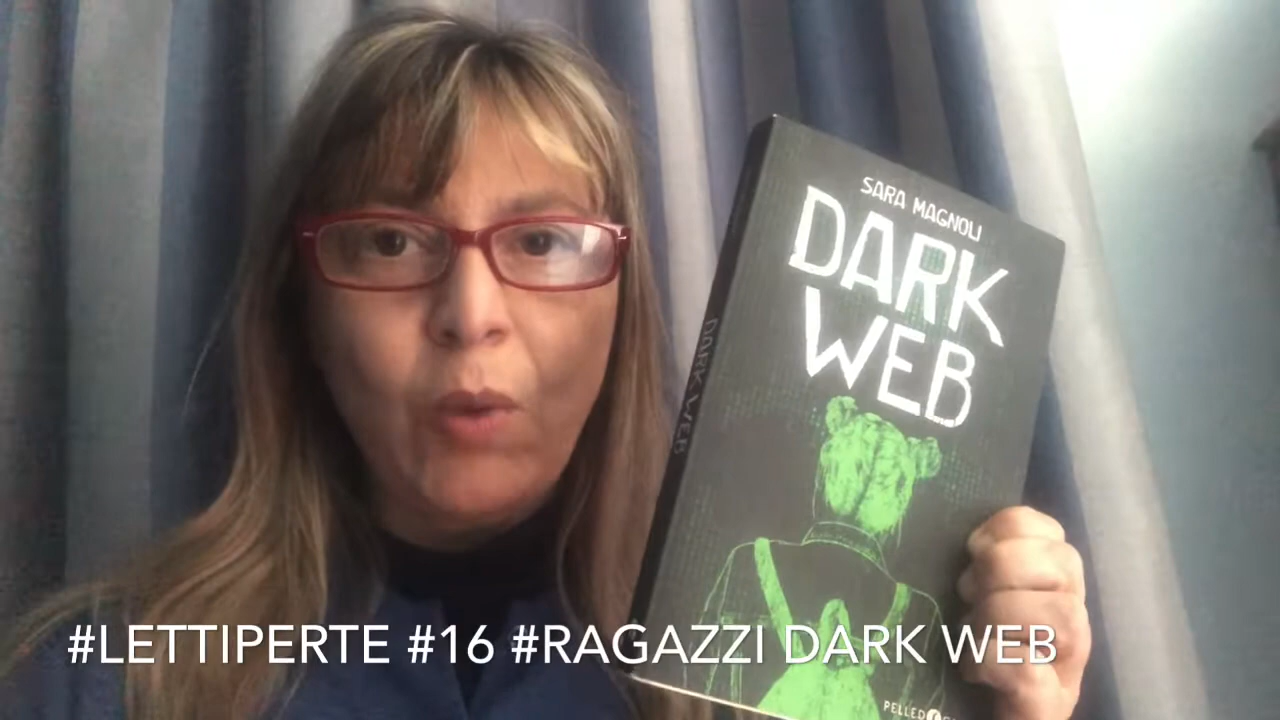 SARA MAGNOLI
DARK
WEB
DARK WEB
#LETTIPERTE #16 #RAGAZZI DARK WEB